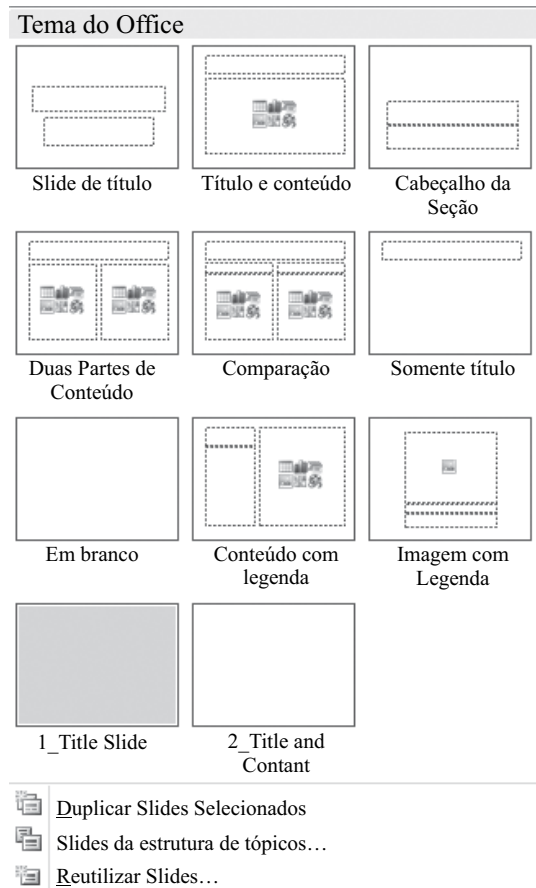 Tema do Office
Slide de título
Título e conteúdo
Cabeçalho da
Seção
Duas Partes de
Conteúdo
Comparação
Somente título
Em branco
Conteúdo com
legenda
Imagem com
Legenda
1_Title Slide
2_Title and
Contant
Duplicar Slides Selecionados
Slides da estrutura de tópicos…
Reutilizar Slides…